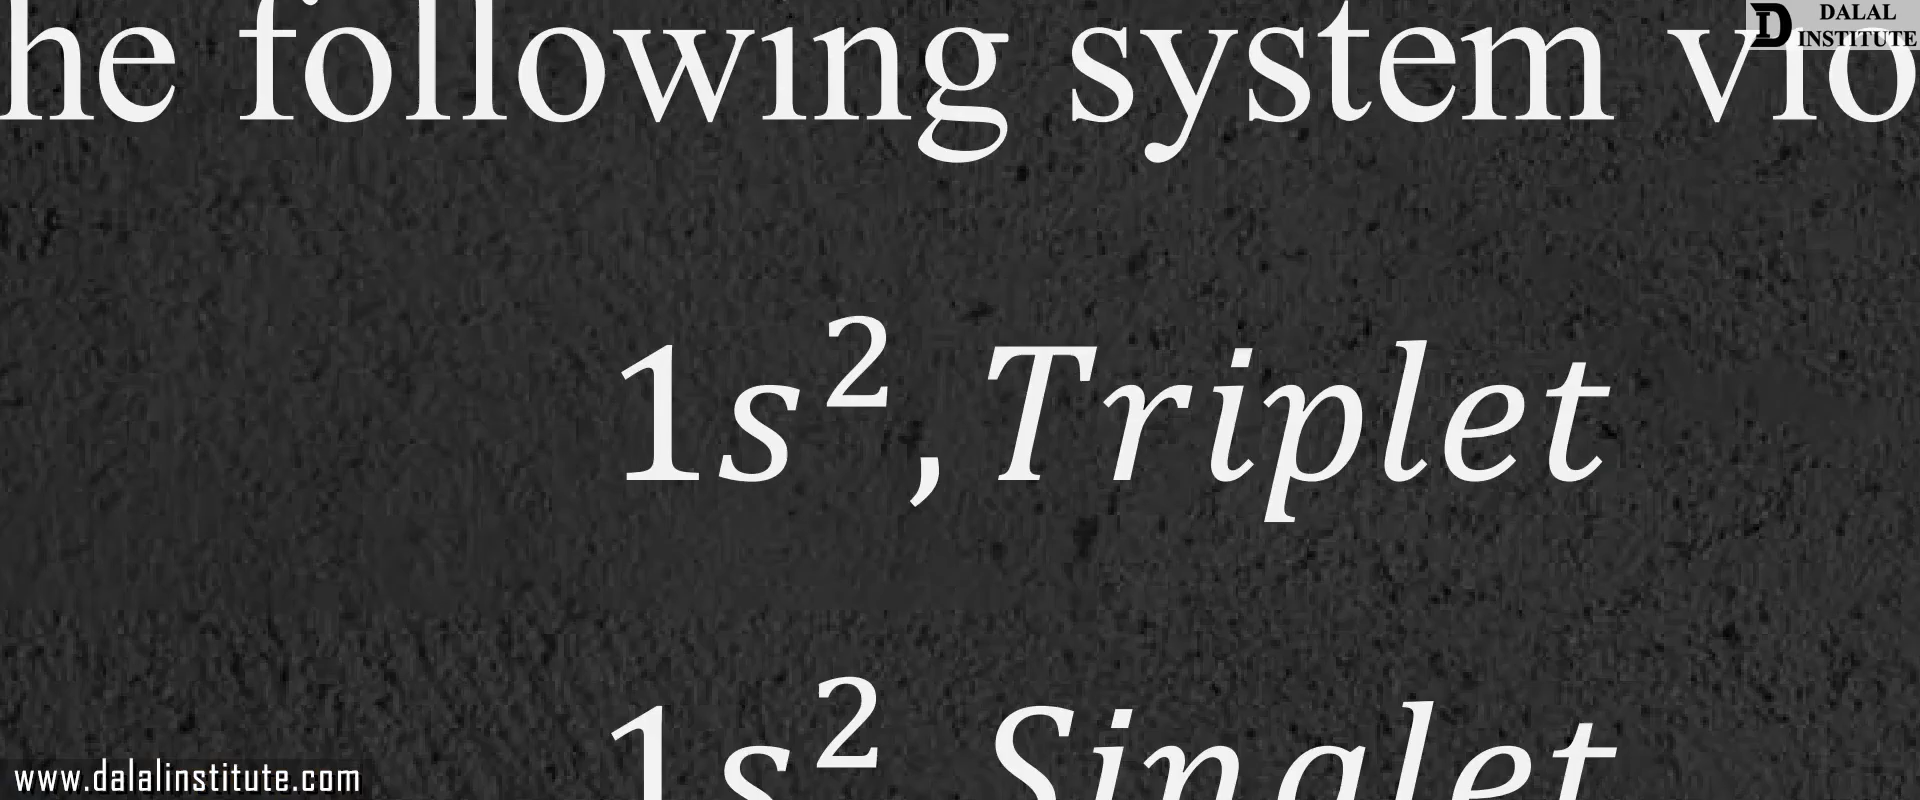 he following system vio
DALAL
INSTITUTE
1s², Triplet
1s² Singlet
www.dalalinstitute.com